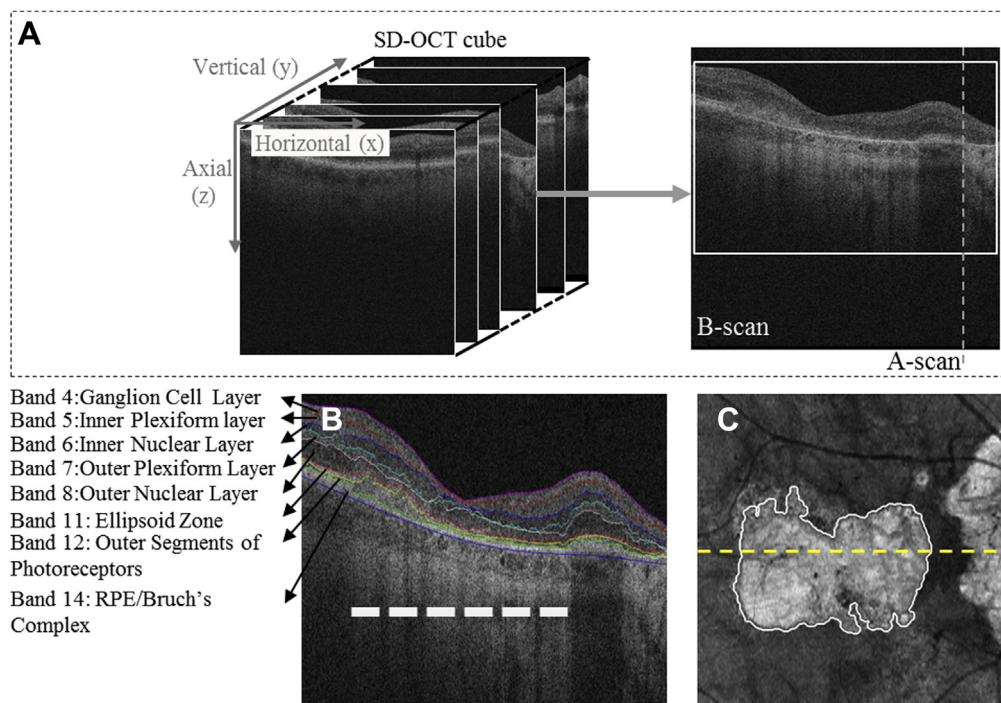 A
SD-OCT cube
Vertical (y)
Horizontal (x)
Axial
(z)
B-scan
A-scan
Band 4:Ganglion Cell Layer
Band 5:Inner Plexiform layer
Band 6:Inner Nuclear Layer
Band 7:Outer Plexiform Layer
Band 8:Outer Nuclear Layer
Band 11: Ellipsoid Zone
Band 12: Outer Segments of
Photoreceptors
Band 14: RPE/Bruch's
Complex
B
C